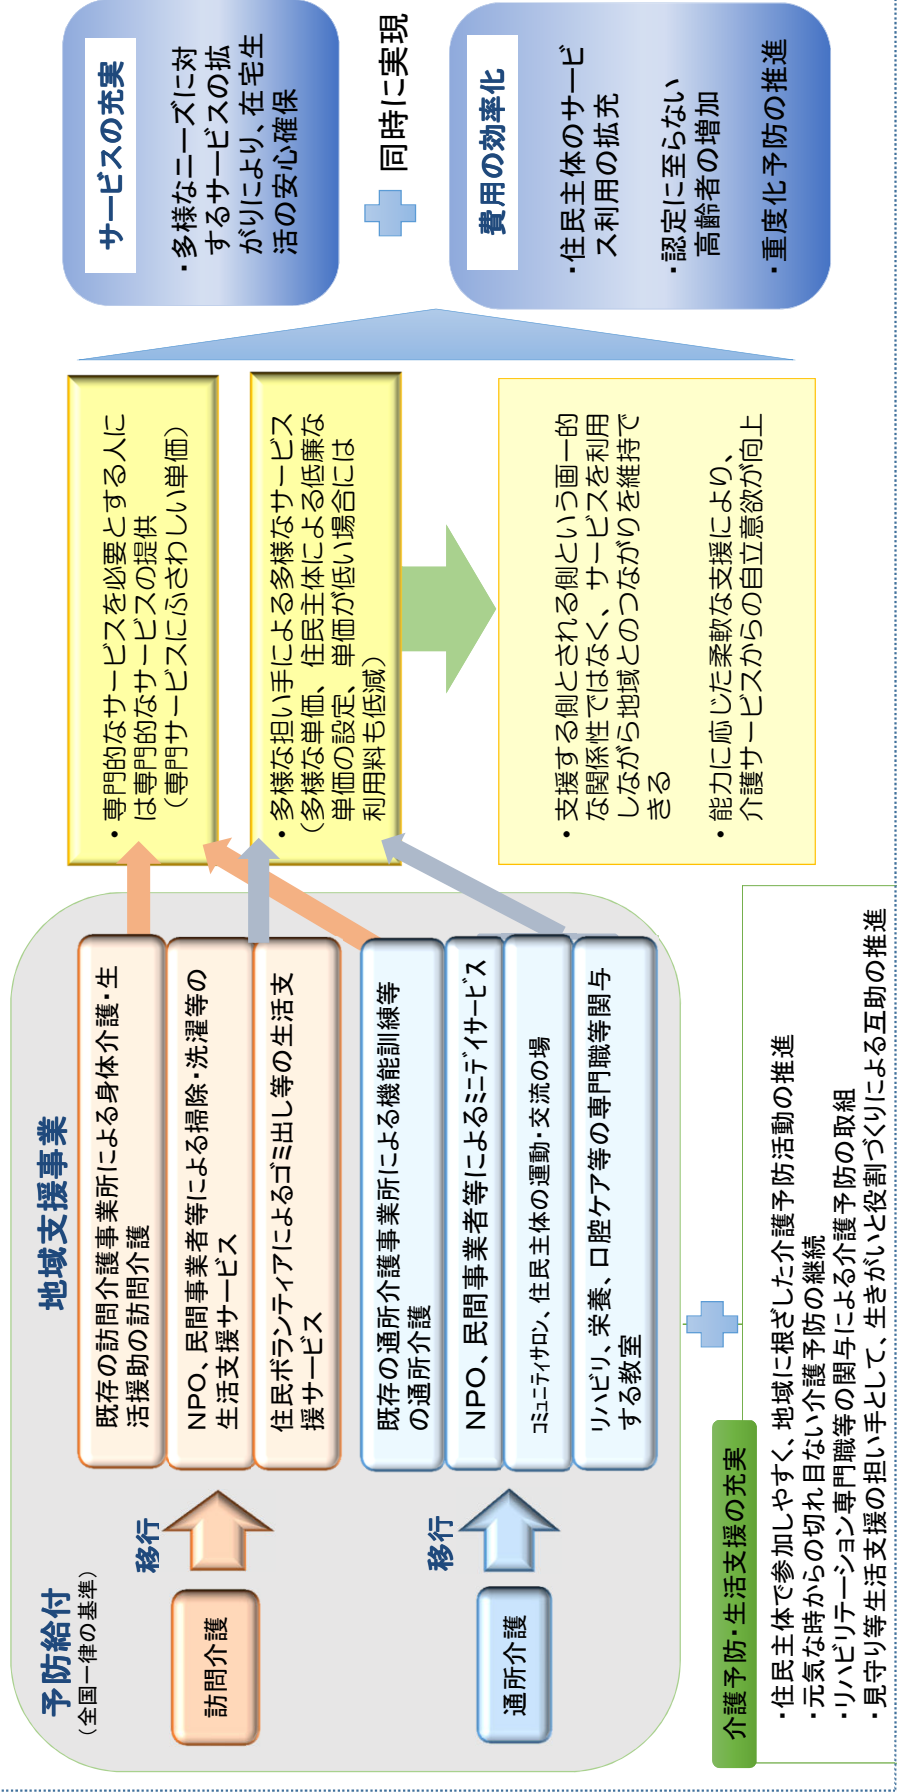 予防給付
(全国一律の基準)
地域支援事業
訪問介護
移行
既存の訪問介護事業所による身体介護・生
活援助の訪問介護
NPO、民間事業者等による掃除・洗濯等の
生活支援サービス
住民ボランティアによるゴミ出し等の生活支
援サービス
通所介護
移行
既存の通所介護事業所による機能訓練等
の通所介護
NPO、民間事業者等によるミニデイサービス
コミュニティサロン、住民主体の運動・交流の場
リハビリ、栄養、口腔ケア等の専門職等関与
する教室
・専門的なサービスを必要とする人に
は専門的なサービスの提供
(専門サービスにふさわしい単価)
・多様な担い手による多様なサービス
(多様な単価、住民主体による低廉な
単価の設定、単価が低い場合には
利用料も低減)
・支援する側とされる側という画一的
な関係性ではなく、サービスを利用
しながら地域とのつながりを維持で
きる
・能力に応じた柔軟な支援により、
介護サービスからの自立意欲が向上
サービスの充実
・多様なニーズに対
するサービスの拡
がりにより、在宅生
活の安心確保
同時に実現
費用の効率化
・住民主体のサービ
ス利用の拡充
・認定に至らない
高齢者の増加
・重度化予防の推進
介護予防・生活支援の充実
・住民主体で参加しやすく、地域に根ざした介護予防活動の推進
・元気な時からの切れ目ない介護予防の継続
・リハビリテーション専門職等の関与による介護予防の取組
・見守り等生活支援の担い手として、生きがいと役割づくりによる互助の推進